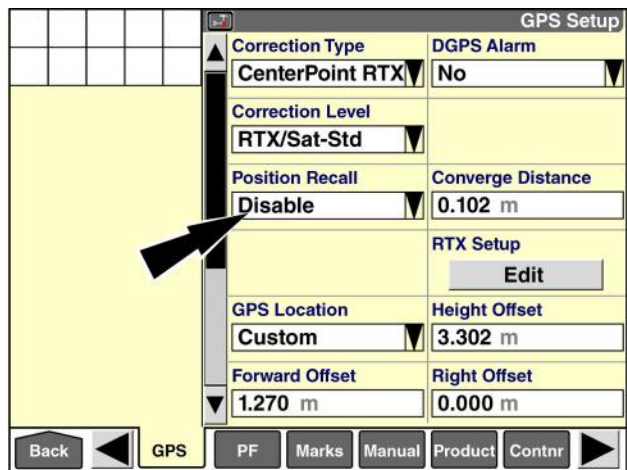 GPS Setup
Correction Type
DGPS Alarm
CenterPoint RTX
No
Correction Level
RTX/Sat-Std
Position Recall
Converge Distance
Disable
0.102 m
RTX Setup
Edit
GPS Location
Height Offset
Custom
3.302 m
Forward Offset
Right Offset
1.270 m
0.000 m
Back
GPS
PF
Marks
Manual
Product
Contnr